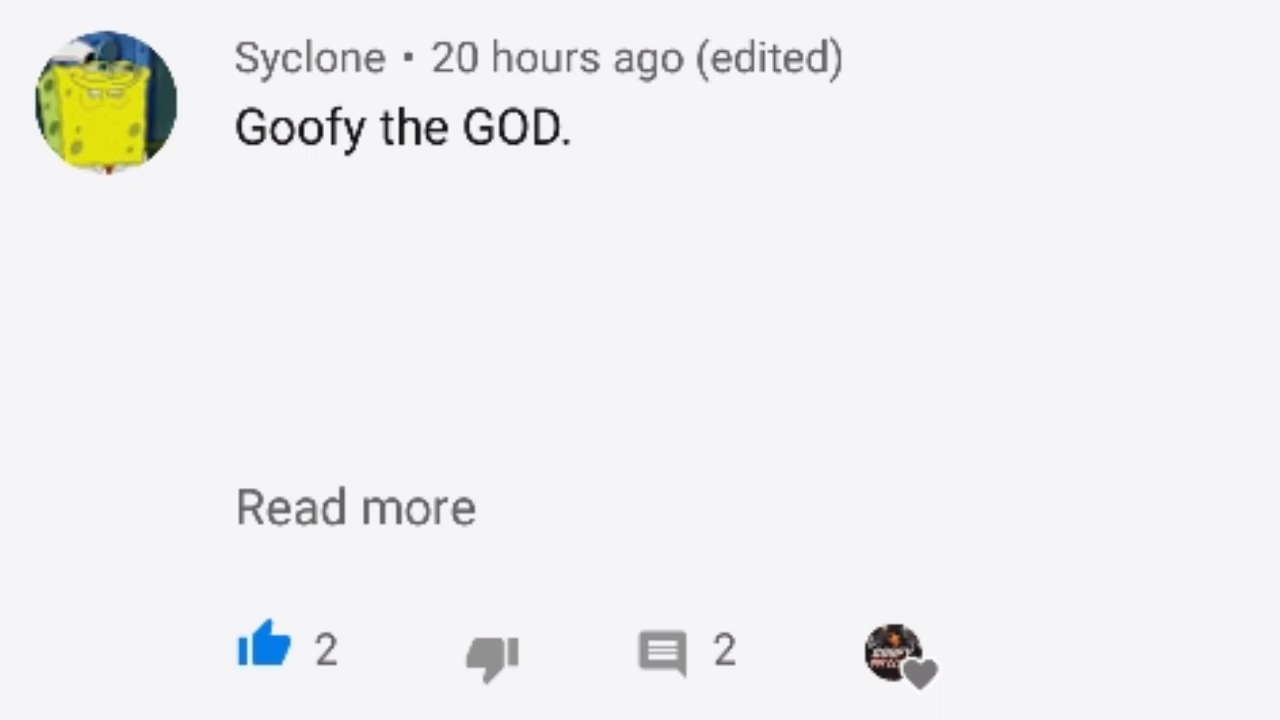 Syclone • 20 hours ago (edited)
Goofy the GOD.
Read more
2
2